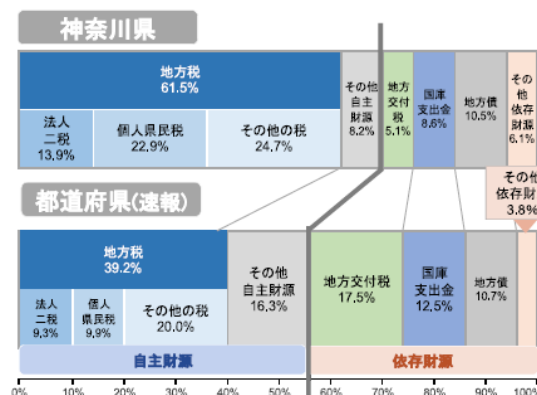 神奈川県
地方税
61.5%
法人
二税
13.9%
個人県民税
22.9%
その他の税
24.7%
その他
自主
財源
8.2%
地方
交付
税
5.1%
国庫
支出金
8.6%
地方債
10.5%
その
他
依存
財源
6.1%
都道府県(速報)
その他
依存財
3.8%
地方税
39.2%
法人
二税
9.3%
個人
県民税
9.9%
その他の税
20.0%
その他
自主財源
16.3%
地方交付税
17.5%
国庫
支出金
12.5%
地方債
10.7%
自主財源
依存財源
0% 10% 20% 30% 40% 50% 60% 70% 80% 90% 100%